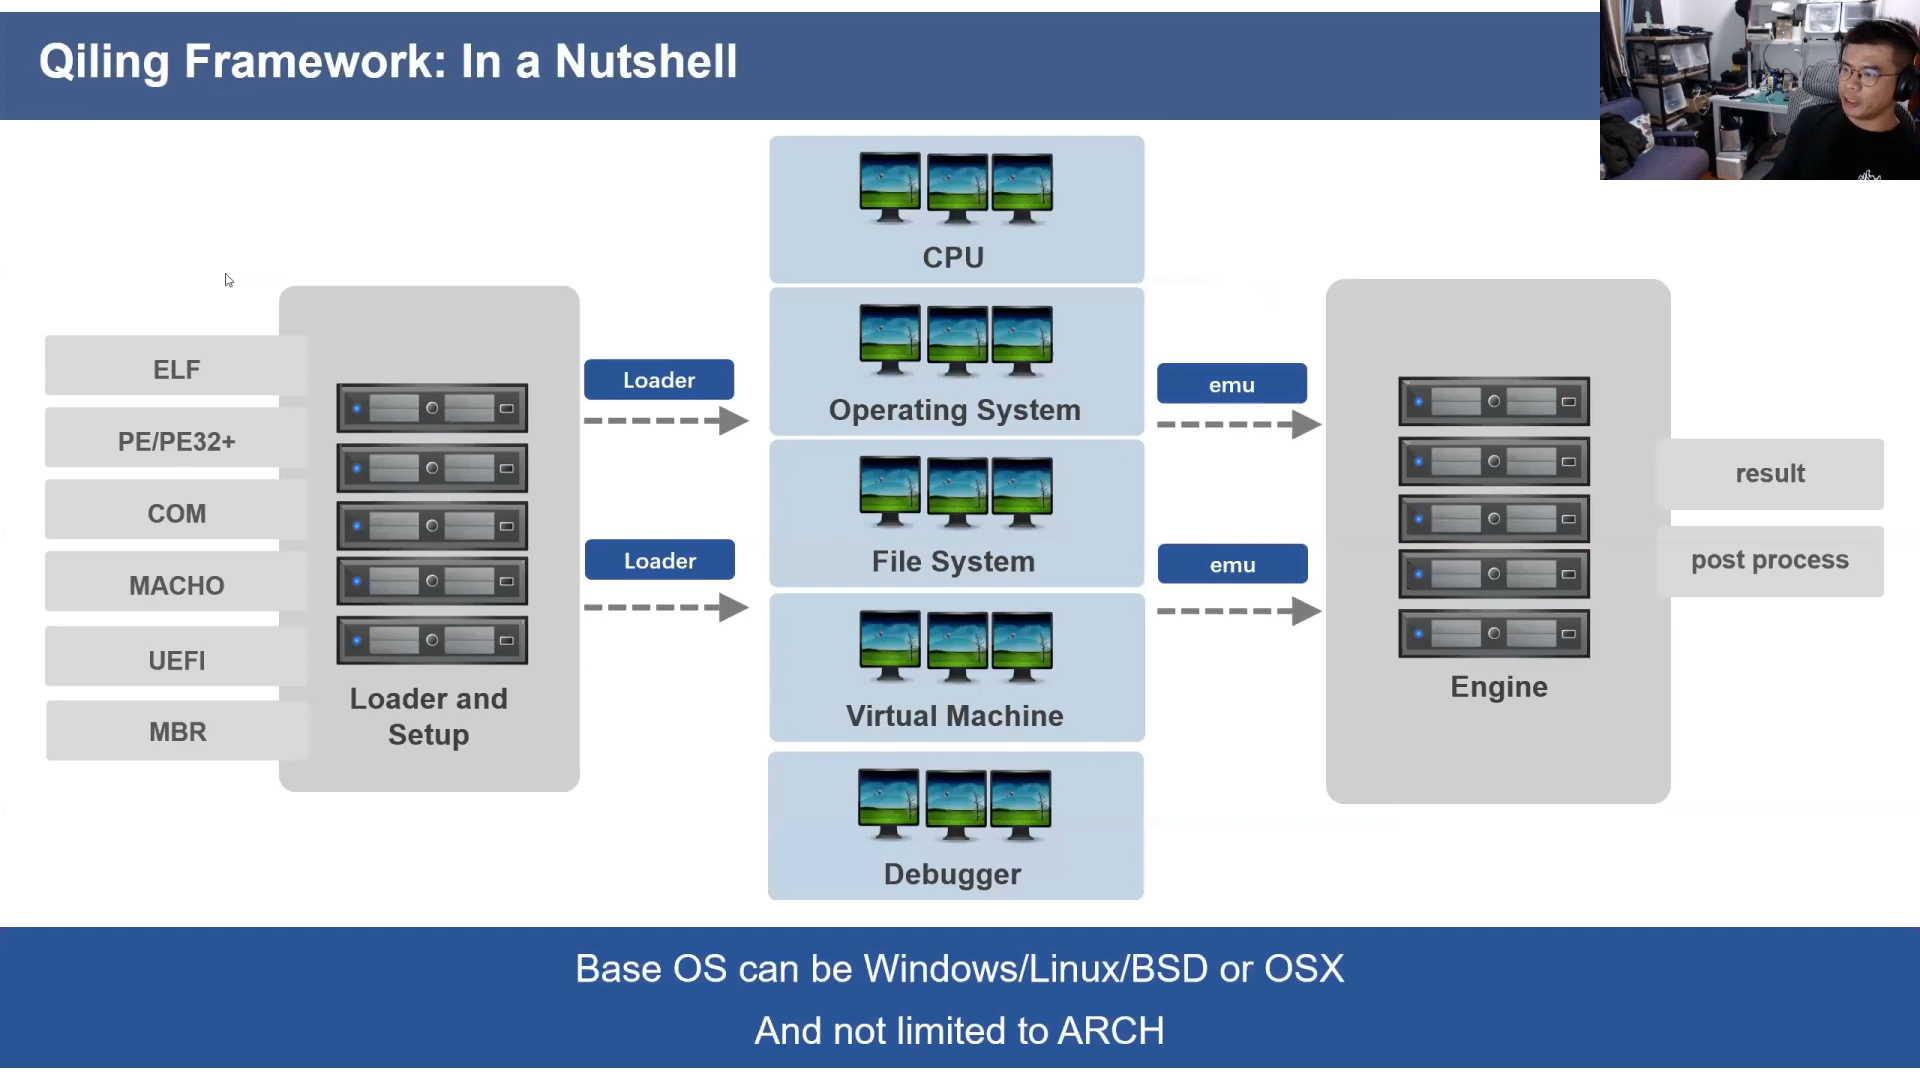 Qiling Framework: In a Nutshell
ELF
PE/PE32+
COM
MACHO
UEFI
MBR
Loader and
Setup
Loader
Loader
CPU
Operating System
File System
Virtual Machine
Debugger
emu
emu
Engine
result
post process
Base OS can be Windows/Linux/BSD or OSX
And not limited to ARCH